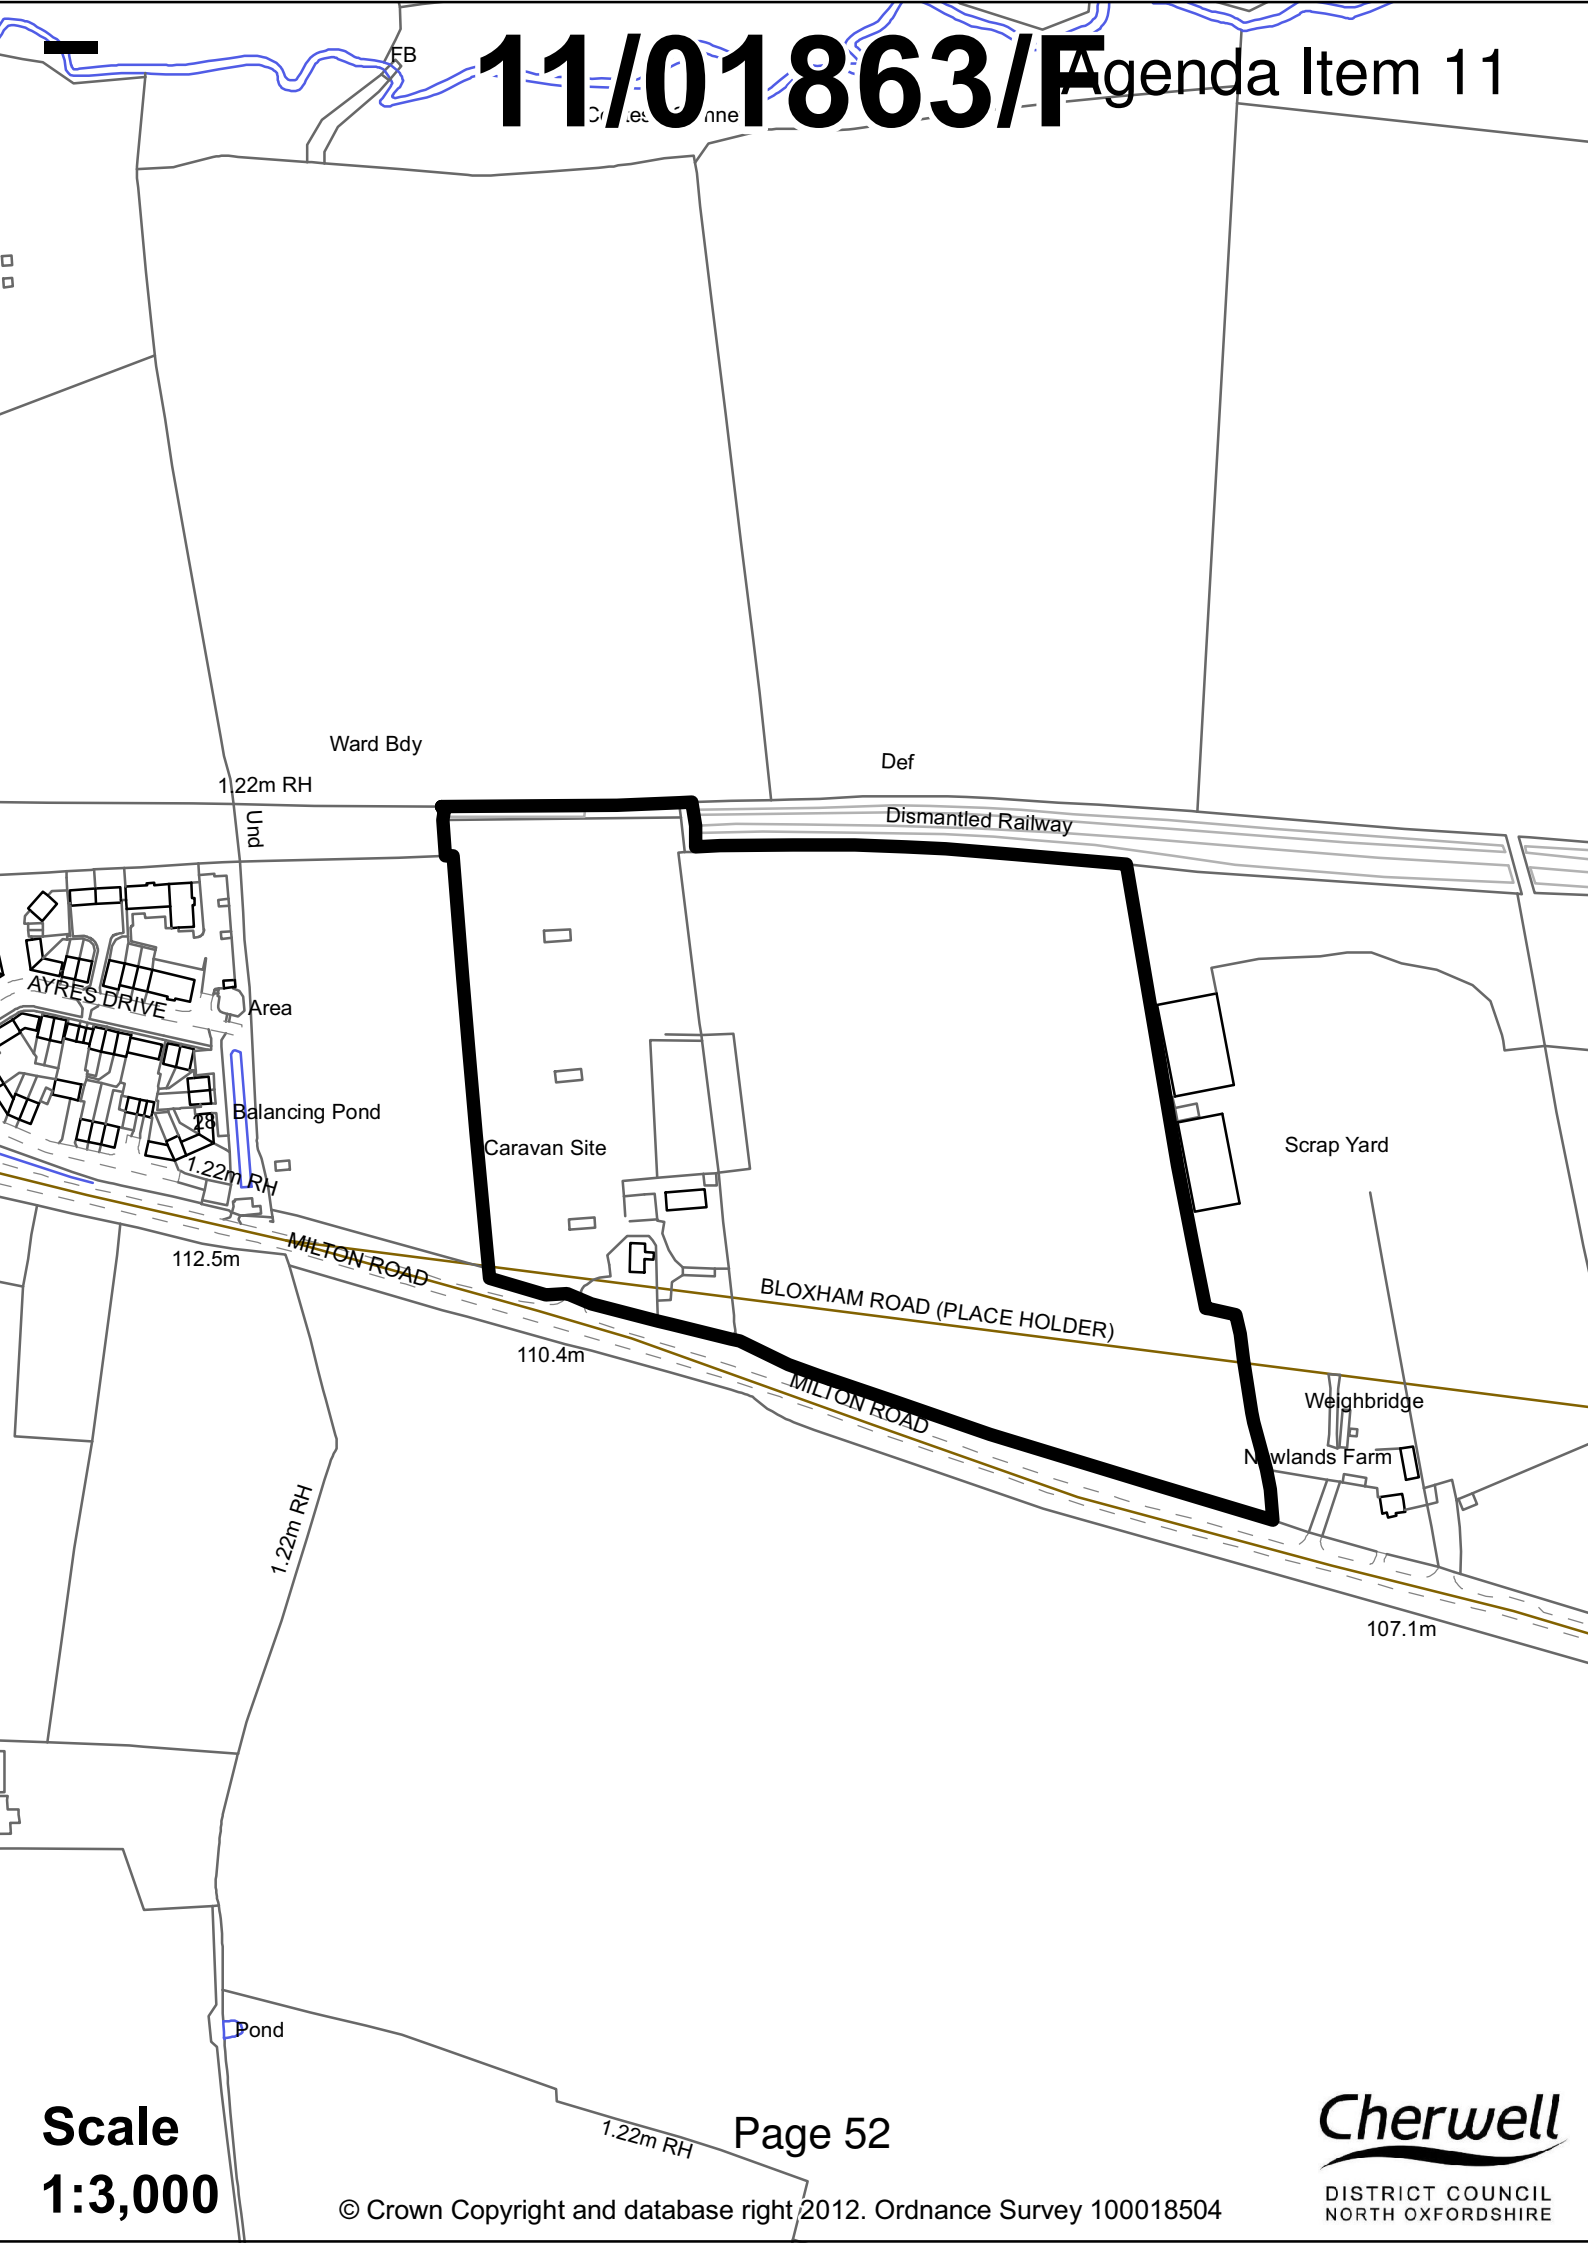 11/01863/F
Agenda Item 11
FB
Ward Bdy
1.22m RH
Und
Def
Dismantled Railway
AYRES DRIVE
Area
Balancing Pond
28
1.22m RH
Caravan Site
Scrap Yard
MILTON ROAD
112.5m
BLOXHAM ROAD (PLACE HOLDER)
110.4m
MILTON ROAD
Weighbridge
Newlands Farm
1.22m RH
107.1m
Pond
Scale
1:3,000
1.22m RH
Page 52
© Crown Copyright and database right 2012. Ordnance Survey 100018504
Cherwell
DISTRICT COUNCIL
NORTH OXFORDSHIRE